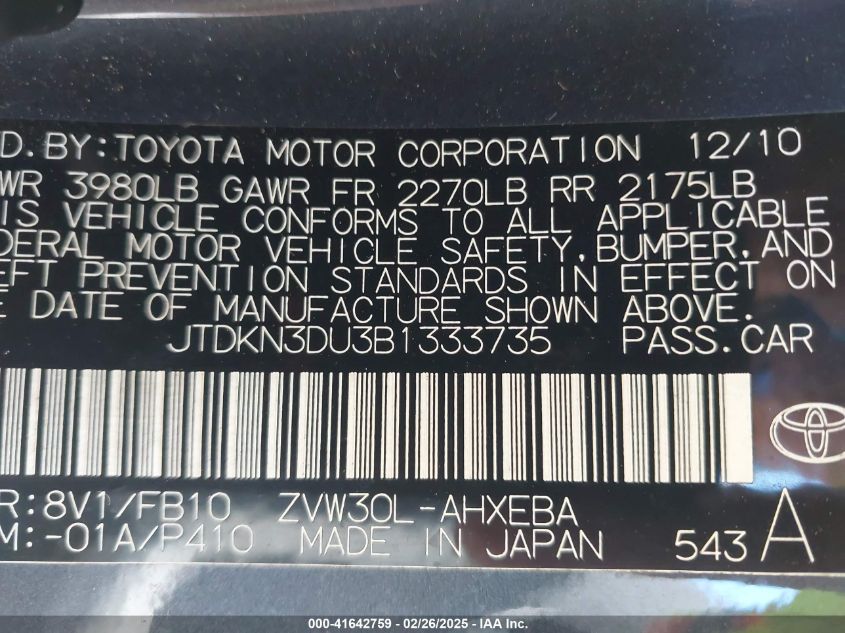 D. BY: TOYOTA MOTOR CORPORATION 12/10
WR 3980LB GAWR FR 2270LB RR 2175LB
IS VEHICLE CONFORMS TO ALL APPLICABLE
DERAL MOTOR VEHICLE SAFETY, BUMPER, AND
EFT PREVENTION STANDARDS IN EFFECT ON
E DATE OF MANUFACTURE SHOWN ABOVE.
JTDKN3DU3B1333735 PASS.CAR
R:8V1/FB10 ZVW30L-AHXEBA
M:-01A/P410 MADE IN JAPAN 543 A
000-41642759 - 02/26/2025 - IAA Inc.